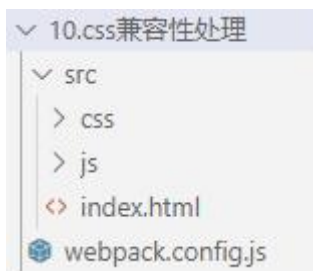 10.css兼容性处理
src
css
js
index.html
webpack.config.js